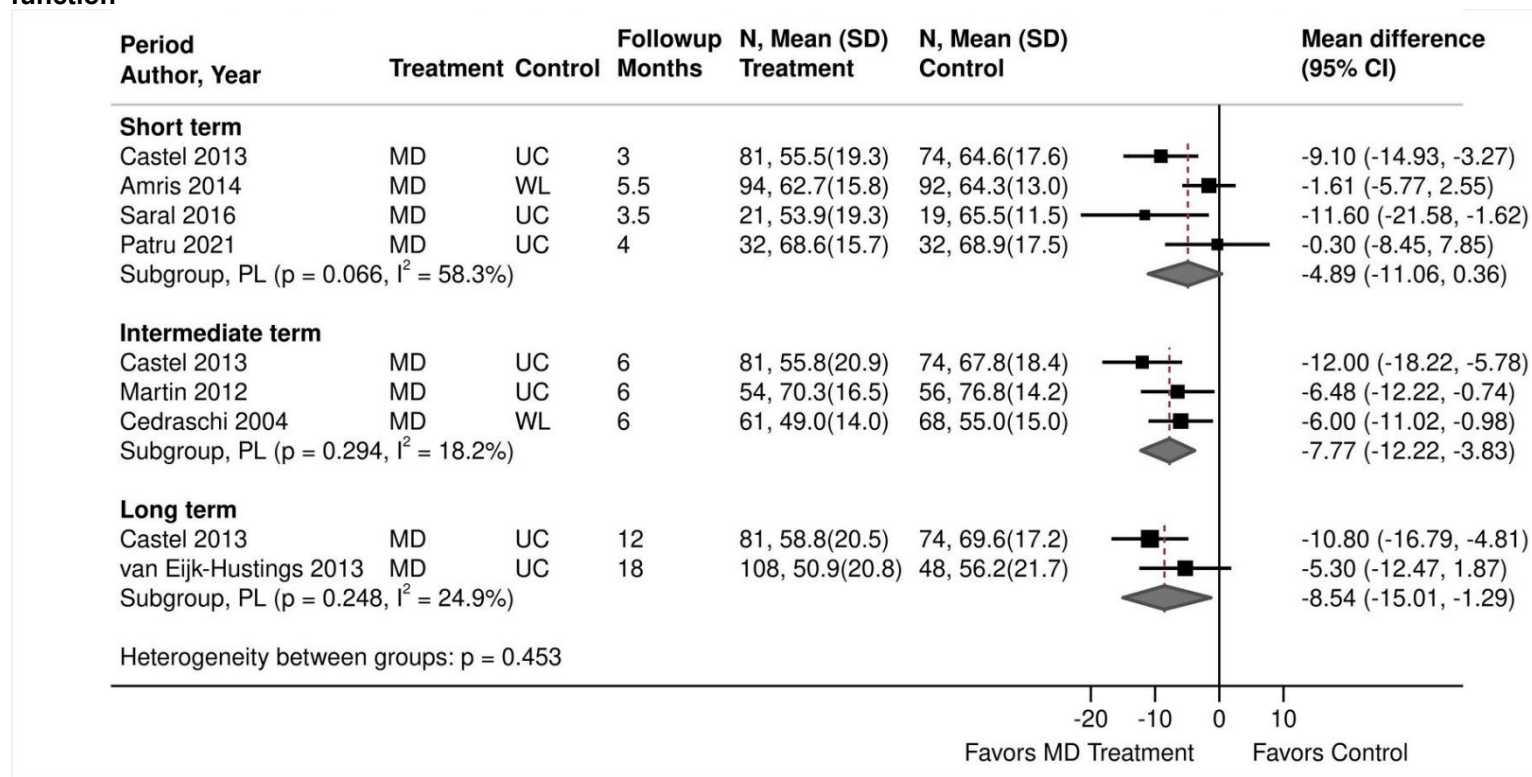 function
Period Followup N, Mean (SD) N, Mean (SD) Mean difference
Author, Year Treatment Control Months Treatment Control (95% CI)
Short term
Castel 2013 MD UC 3 81, 55.5(19.3) 74, 64.6(17.6) -9.10 (-14.93, -3.27)
Amris 2014 MD WL 5.5 94, 62.7(15.8) 92, 64.3(13.0) -1.61 (-5.77, 2.55)
Saral 2016 MD UC 3.5 21, 53.9(19.3) 19, 65.5(11.5) -11.60 (-21.58, -1.62)
Patru 2021 MD UC 4 32, 68.6(15.7) 32, 68.9(17.5) -0.30 (-8.45, 7.85)
Subgroup, PL (p = 0.066, I² = 58.3%) -4.89 (-11.06, 0.36)
Intermediate term
Castel 2013 MD UC 6 81, 55.8(20.9) 74, 67.8(18.4) -12.00 (-18.22, -5.78)
Martin 2012 MD UC 6 54, 70.3(16.5) 56, 76.8(14.2) -6.48 (-12.22, -0.74)
Cedraschi 2004 MD WL 6 61, 49.0(14.0) 68, 55.0(15.0) -6.00 (-11.02, -0.98)
Subgroup, PL (p = 0.294, I² = 18.2%) -7.77 (-12.22, -3.83)
Long term
Castel 2013 MD UC 12 81, 58.8(20.5) 74, 69.6(17.2) -10.80 (-16.79, -4.81)
van Eijk-Hustings 2013 MD UC 18 108, 50.9(20.8) 48, 56.2(21.7) -5.30 (-12.47, 1.87)
Subgroup, PL (p = 0.248, I² = 24.9%) -8.54 (-15.01, -1.29)
Heterogeneity between groups: p = 0.453
-20 -10 0 10
Favors MD Treatment Favors Control